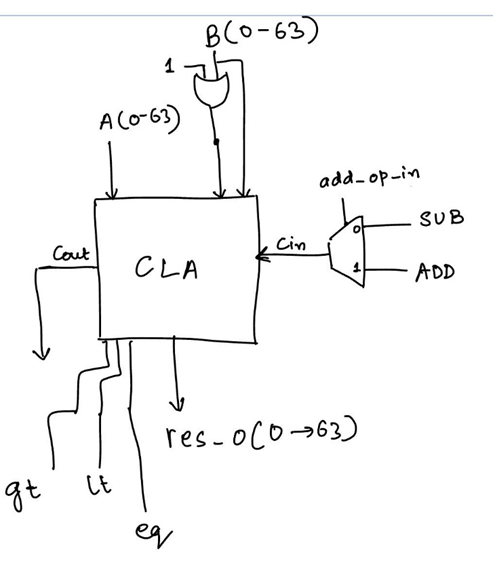 B(0-63)
1
A(0-63)
add_op_in
0
SUB
Cin
1
ADD
Cout
CLA
res_o(0→63)
gt
lt
eq